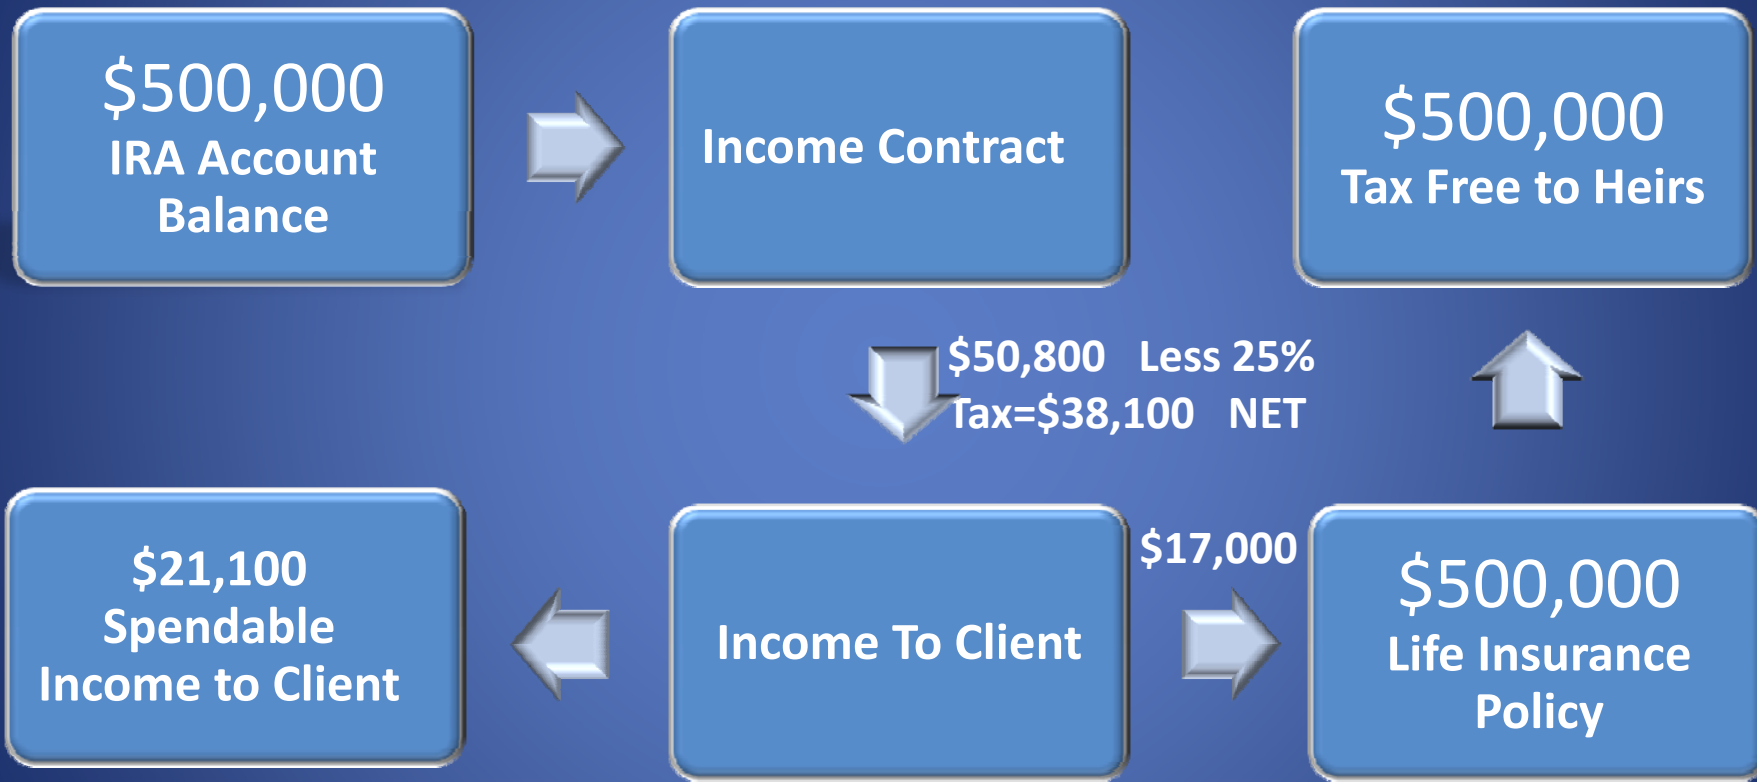 $500,000
IRA Account
Balance
Income Contract
$500,000
Tax Free to Heirs
$50,800   Less 25%
Tax=$38,100   NET
$21,100
Spendable
Income to Client
Income To Client
$17,000
$500,000
Life Insurance
Policy